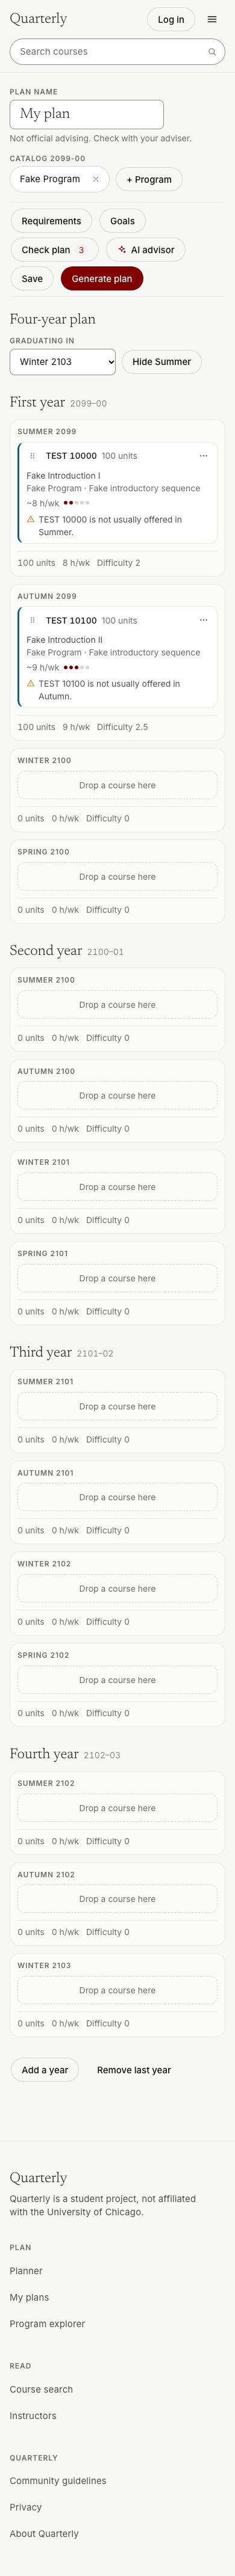 Quarterly
Log in
Search courses
PLAN NAME
My plan
Not official advising. Check with your adviser.
CATALOG 2099-00
Fake Program ×
+ Program
Requirements
Goals
Check plan 3
AI advisor
Save
Generate plan
Four-year plan
GRADUATING IN
Winter 2103
Hide Summer
First year 2099–00
SUMMER 2099
TEST 10000 100 units
Fake Introduction I
Fake Program · Fake introductory sequence
~8 h/wk
TEST 10000 is not usually offered in
Summer.
100 units 8 h/wk Difficulty 2
AUTUMN 2099
TEST 10100 100 units
Fake Introduction II
Fake Program · Fake introductory sequence
~9 h/wk
TEST 10100 is not usually offered in
Autumn.
100 units 9 h/wk Difficulty 2.5
WINTER 2100
Drop a course here
0 units 0 h/wk Difficulty 0
SPRING 2100
Drop a course here
0 units 0 h/wk Difficulty 0
Second year 2100–01
SUMMER 2100
Drop a course here
0 units 0 h/wk Difficulty 0
AUTUMN 2100
Drop a course here
0 units 0 h/wk Difficulty 0
WINTER 2101
Drop a course here
0 units 0 h/wk Difficulty 0
SPRING 2101
Drop a course here
0 units 0 h/wk Difficulty 0
Third year 2101–02
SUMMER 2101
Drop a course here
0 units 0 h/wk Difficulty 0
AUTUMN 2101
Drop a course here
0 units 0 h/wk Difficulty 0
WINTER 2102
Drop a course here
0 units 0 h/wk Difficulty 0
SPRING 2102
Drop a course here
0 units 0 h/wk Difficulty 0
Fourth year 2102–03
SUMMER 2102
Drop a course here
0 units 0 h/wk Difficulty 0
AUTUMN 2102
Drop a course here
0 units 0 h/wk Difficulty 0
WINTER 2103
Drop a course here
0 units 0 h/wk Difficulty 0
Add a year
Remove last year
Quarterly
Quarterly is a student project, not affiliated
with the University of Chicago.
PLAN
Planner
My plans
Program explorer
READ
Course search
Instructors
QUARTERLY
Community guidelines
Privacy
About Quarterly